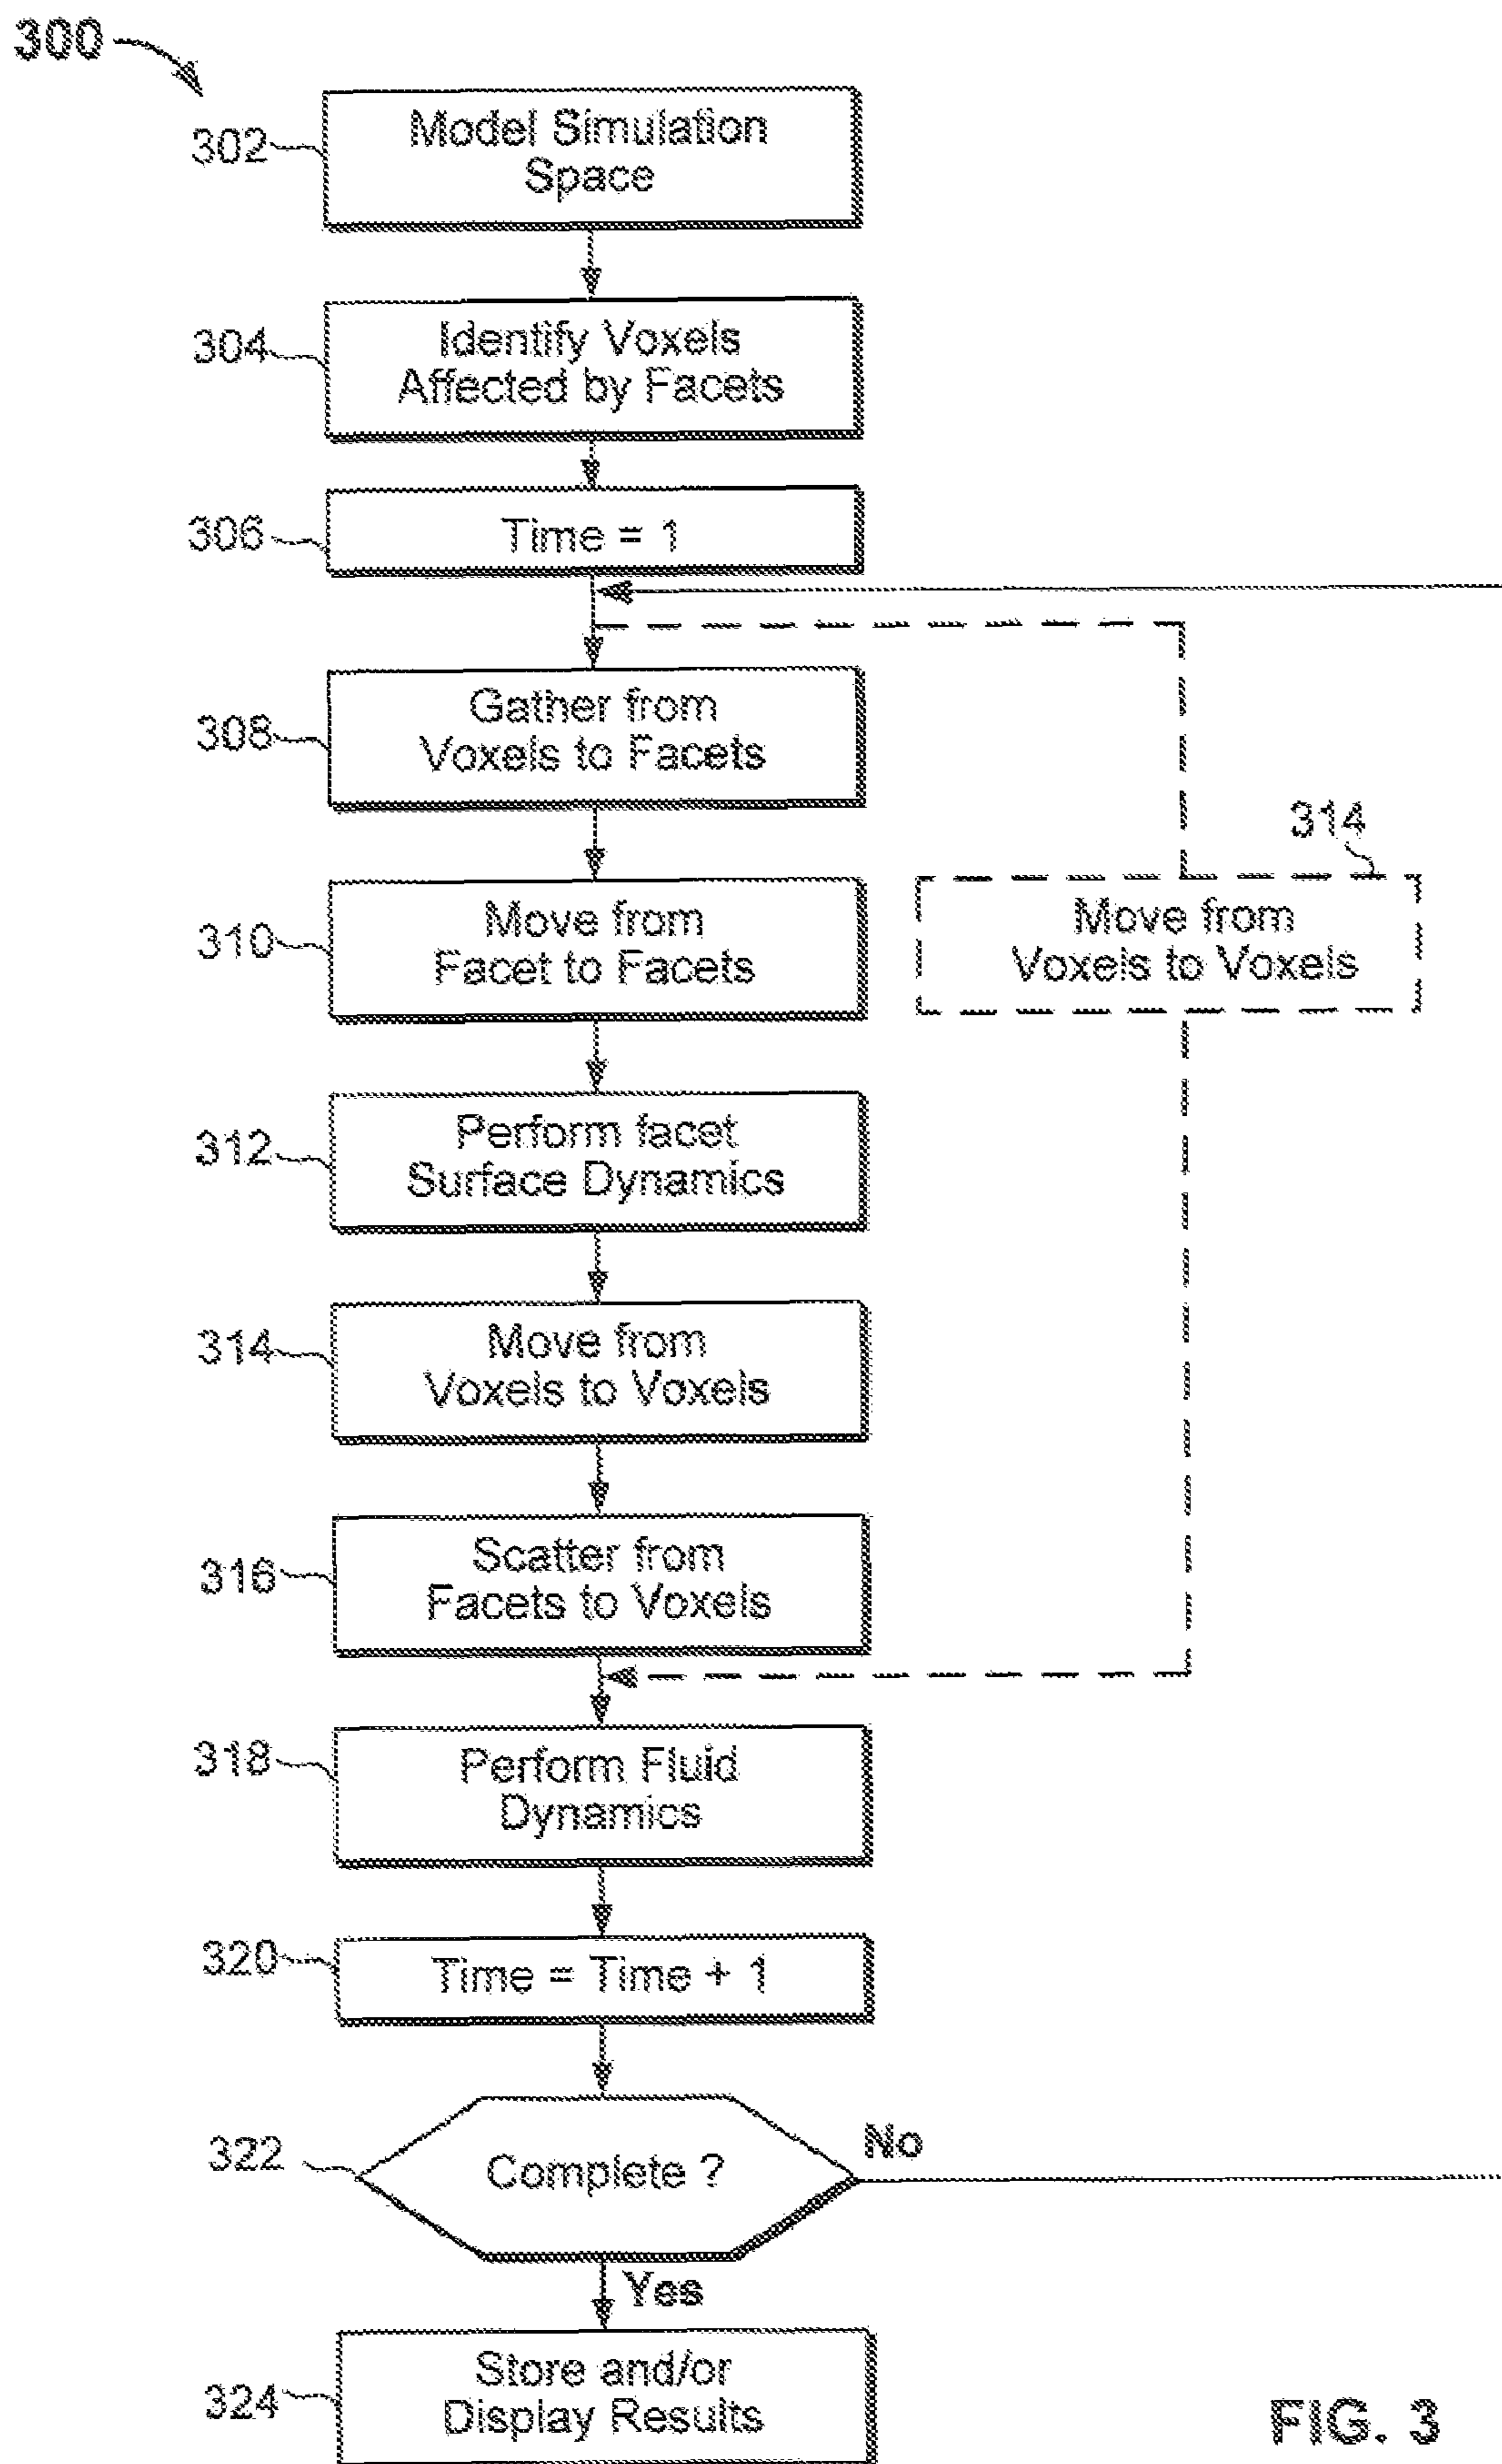 300
302
Model Simulation
Space
304
Identify Voxels
Affected by Facets
306
Time = 1
308
Gather from
Voxels to Facets
310
Move from
Facet to Facets
314
Move from
Voxels to Voxels
312
Perform facet
Surface Dynamics
314
Move from
Voxels to Voxels
316
Scatter from
Facets to Voxels
318
Perform Fluid
Dynamics
320
Time = Time + 1
322
Complete ?
No
Yes
324
Store and/or
Display Results
FIG. 3